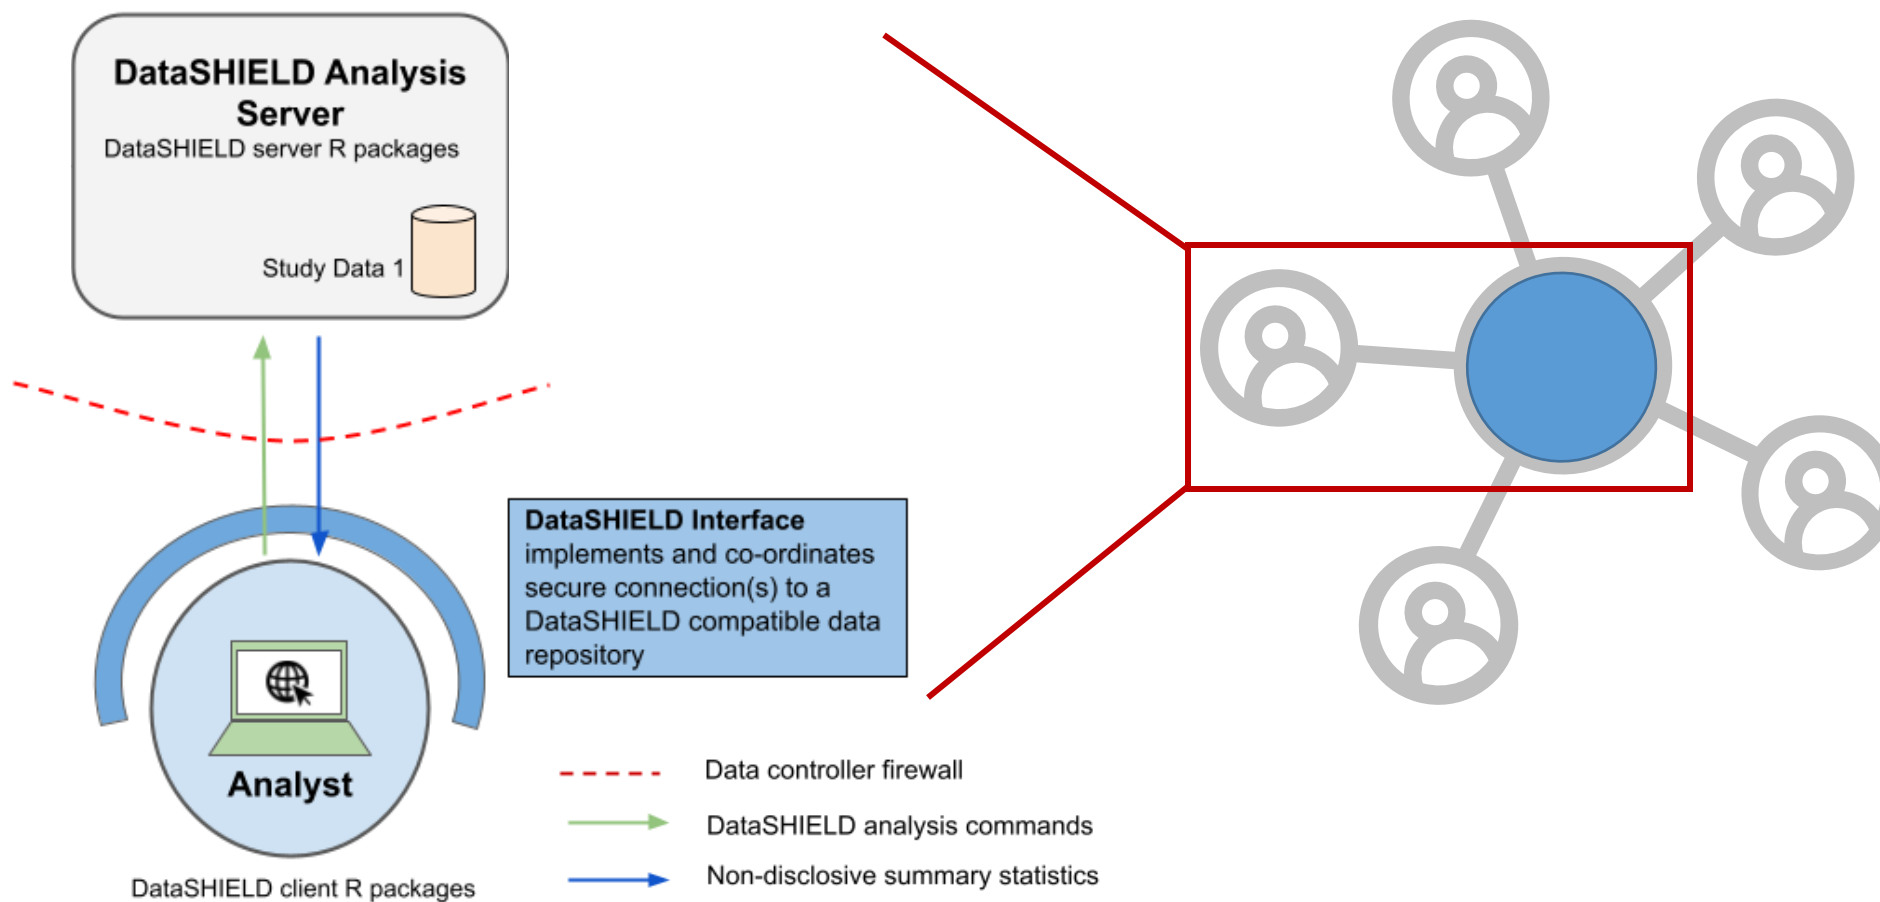 DataSHIELD Analysis
Server
DataSHIELD server R packages
Study Data 1
DataSHIELD Interface
implements and co-ordinates
secure connection(s) to a
DataSHIELD compatible data
repository
Analyst
DataSHIELD client R packages
Data controller firewall
DataSHIELD analysis commands
Non-disclosive summary statistics